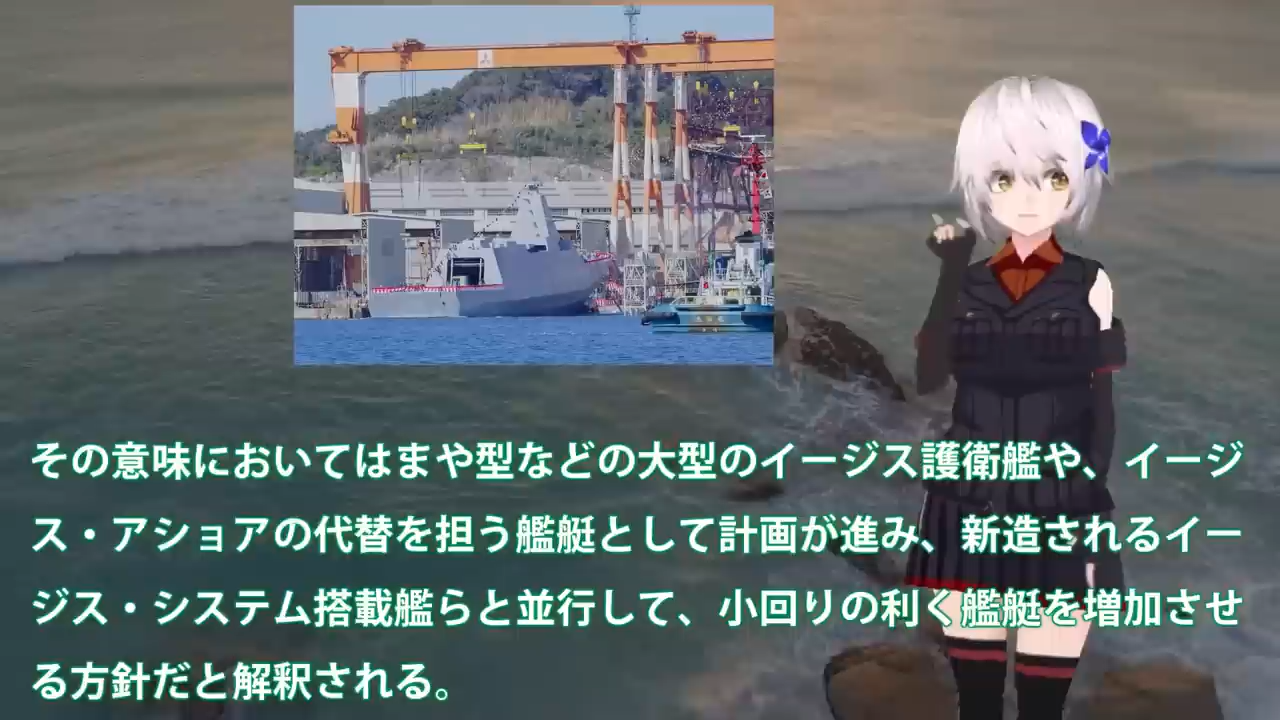 その意味においてはまや型などの大型のイージス護衛艦や、イージ
ス・アショアの代替を担う艦艇として計画が進み、新造されるイー
ジス・システム搭載艦らと並行して、小回りの利く艦艇を増加させ
る方針だと解釈される。